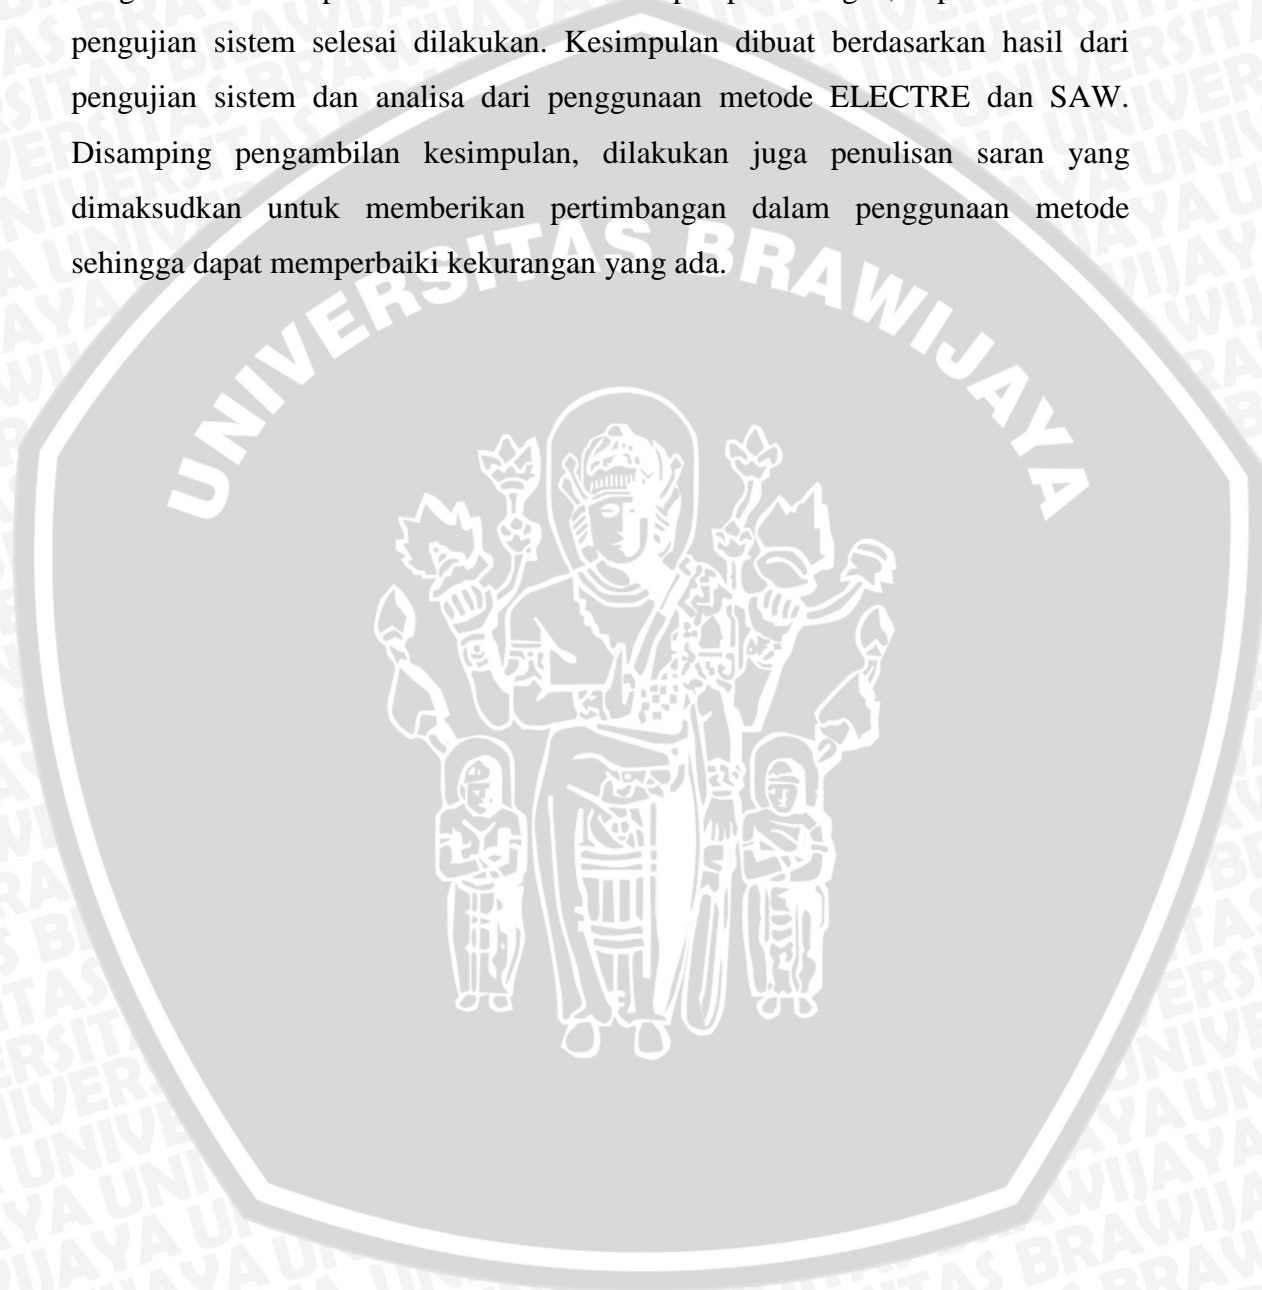 pengujian sistem selesai dilakukan. Kesimpulan dibuat berdasarkan hasil dari
pengujian sistem dan analisa dari penggunaan metode ELECTRE dan SAW.
Disamping pengambilan kesimpulan, dilakukan juga penulisan saran yang
dimaksudkan untuk memberikan pertimbangan dalam penggunaan metode
sehingga dapat memperbaiki kekurangan yang ada.
UNIVERSITAS BRAWIJAYA